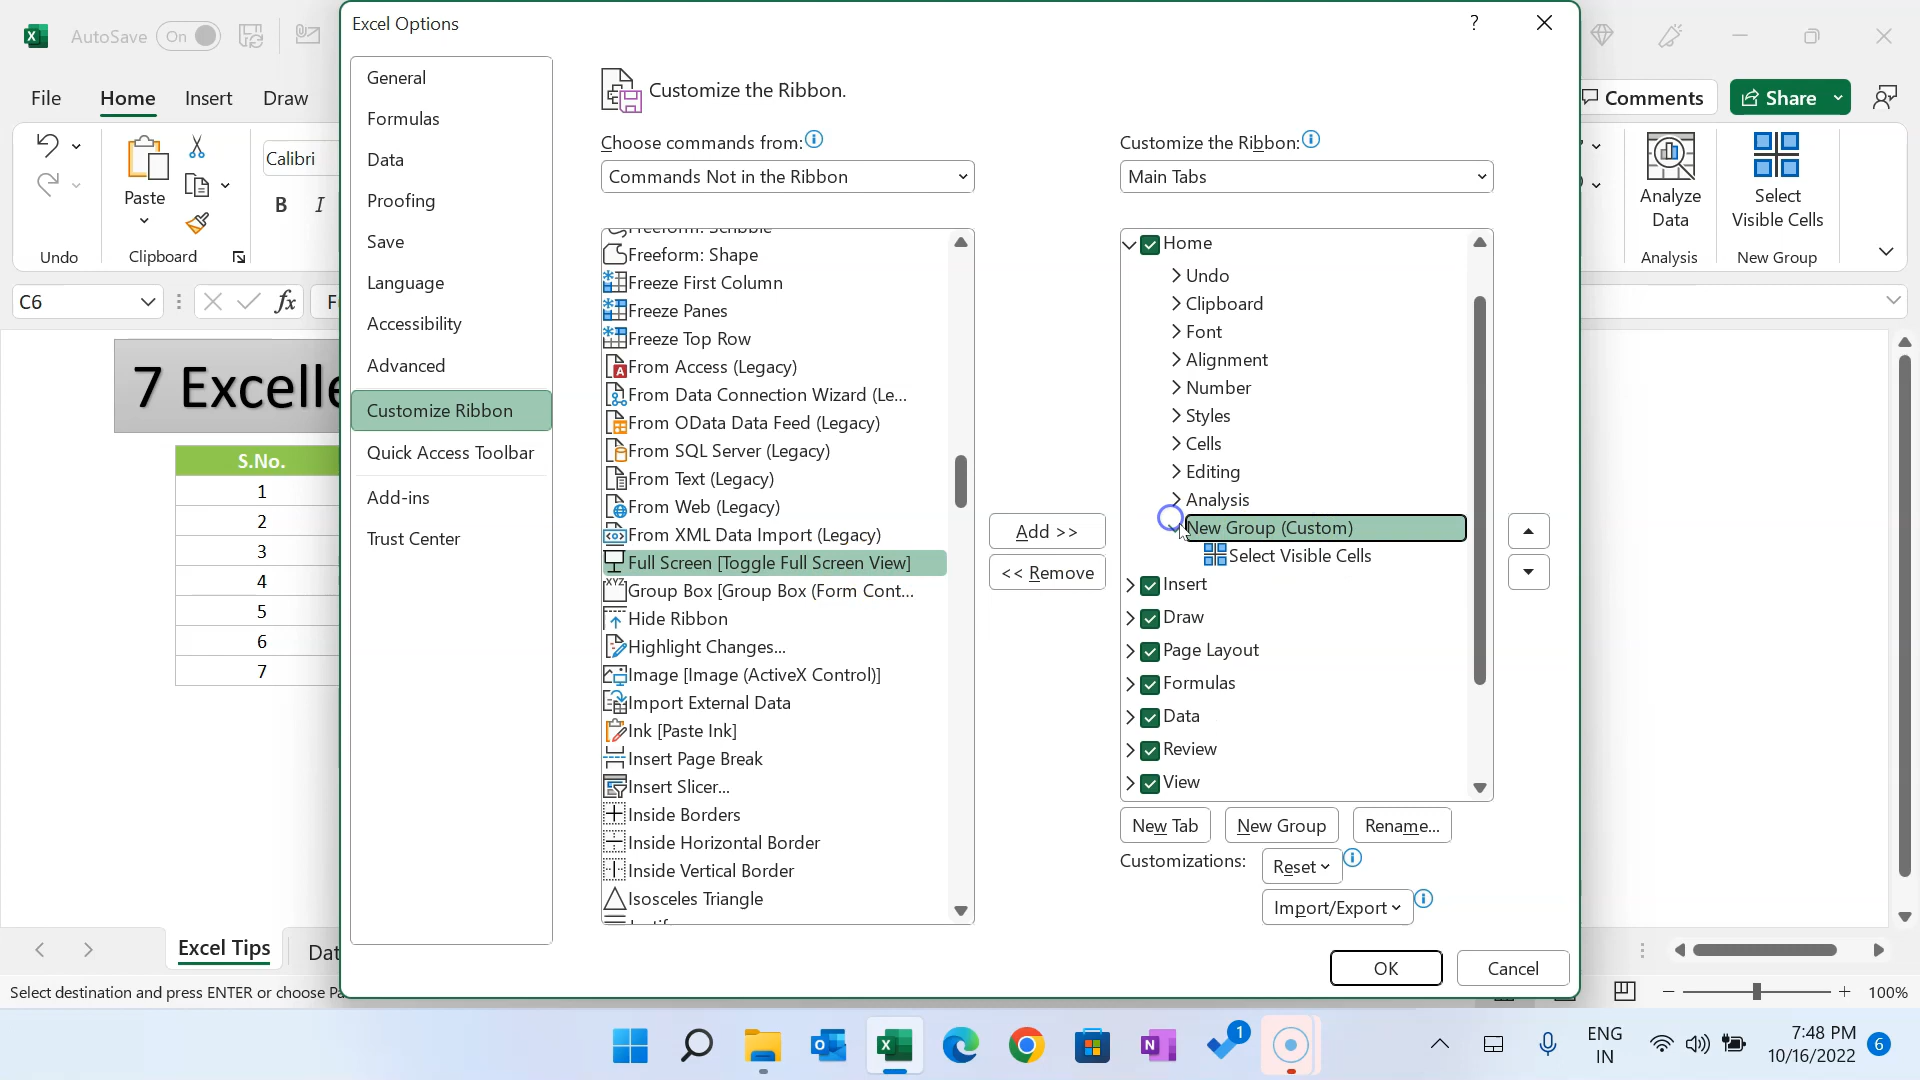 AutoSave On
Excel Options
?
File Home Insert Draw
Comments Share
Paste
Calibri
B I
Undo Clipboard
Analyze Data
Analysis
Select Visible Cells
New Group
C6
fx
7 Excelle
S.No.
1
2
3
4
5
6
7
General
Formulas
Data
Proofing
Save
Language
Accessibility
Advanced
Customize Ribbon
Quick Access Toolbar
Add-ins
Trust Center
Customize the Ribbon.
Choose commands from:
Commands Not in the Ribbon
Freeform: Scribble
Freeform: Shape
Freeze First Column
Freeze Panes
Freeze Top Row
From Access (Legacy)
From Data Connection Wizard (Le...
From OData Data Feed (Legacy)
From SQL Server (Legacy)
From Text (Legacy)
From Web (Legacy)
From XML Data Import (Legacy)
Full Screen [Toggle Full Screen View]
Group Box [Group Box (Form Cont...
Hide Ribbon
Highlight Changes...
Image [Image (ActiveX Control)]
Import External Data
Ink [Paste Ink]
Insert Page Break
Insert Slicer...
Inside Borders
Inside Horizontal Border
Inside Vertical Border
Isosceles Triangle
Add >>
<< Remove
Customize the Ribbon:
Main Tabs
Home
Undo
Clipboard
Font
Alignment
Number
Styles
Cells
Editing
Analysis
New Group (Custom)
Select Visible Cells
Insert
Draw
Page Layout
Formulas
Data
Review
View
New Tab New Group Rename...
Customizations: Reset
Import/Export
OK Cancel
Excel Tips
Dat
Select destination and press ENTER or choose Pa
100%
1
ENG
IN
7:48 PM
10/16/2022
6